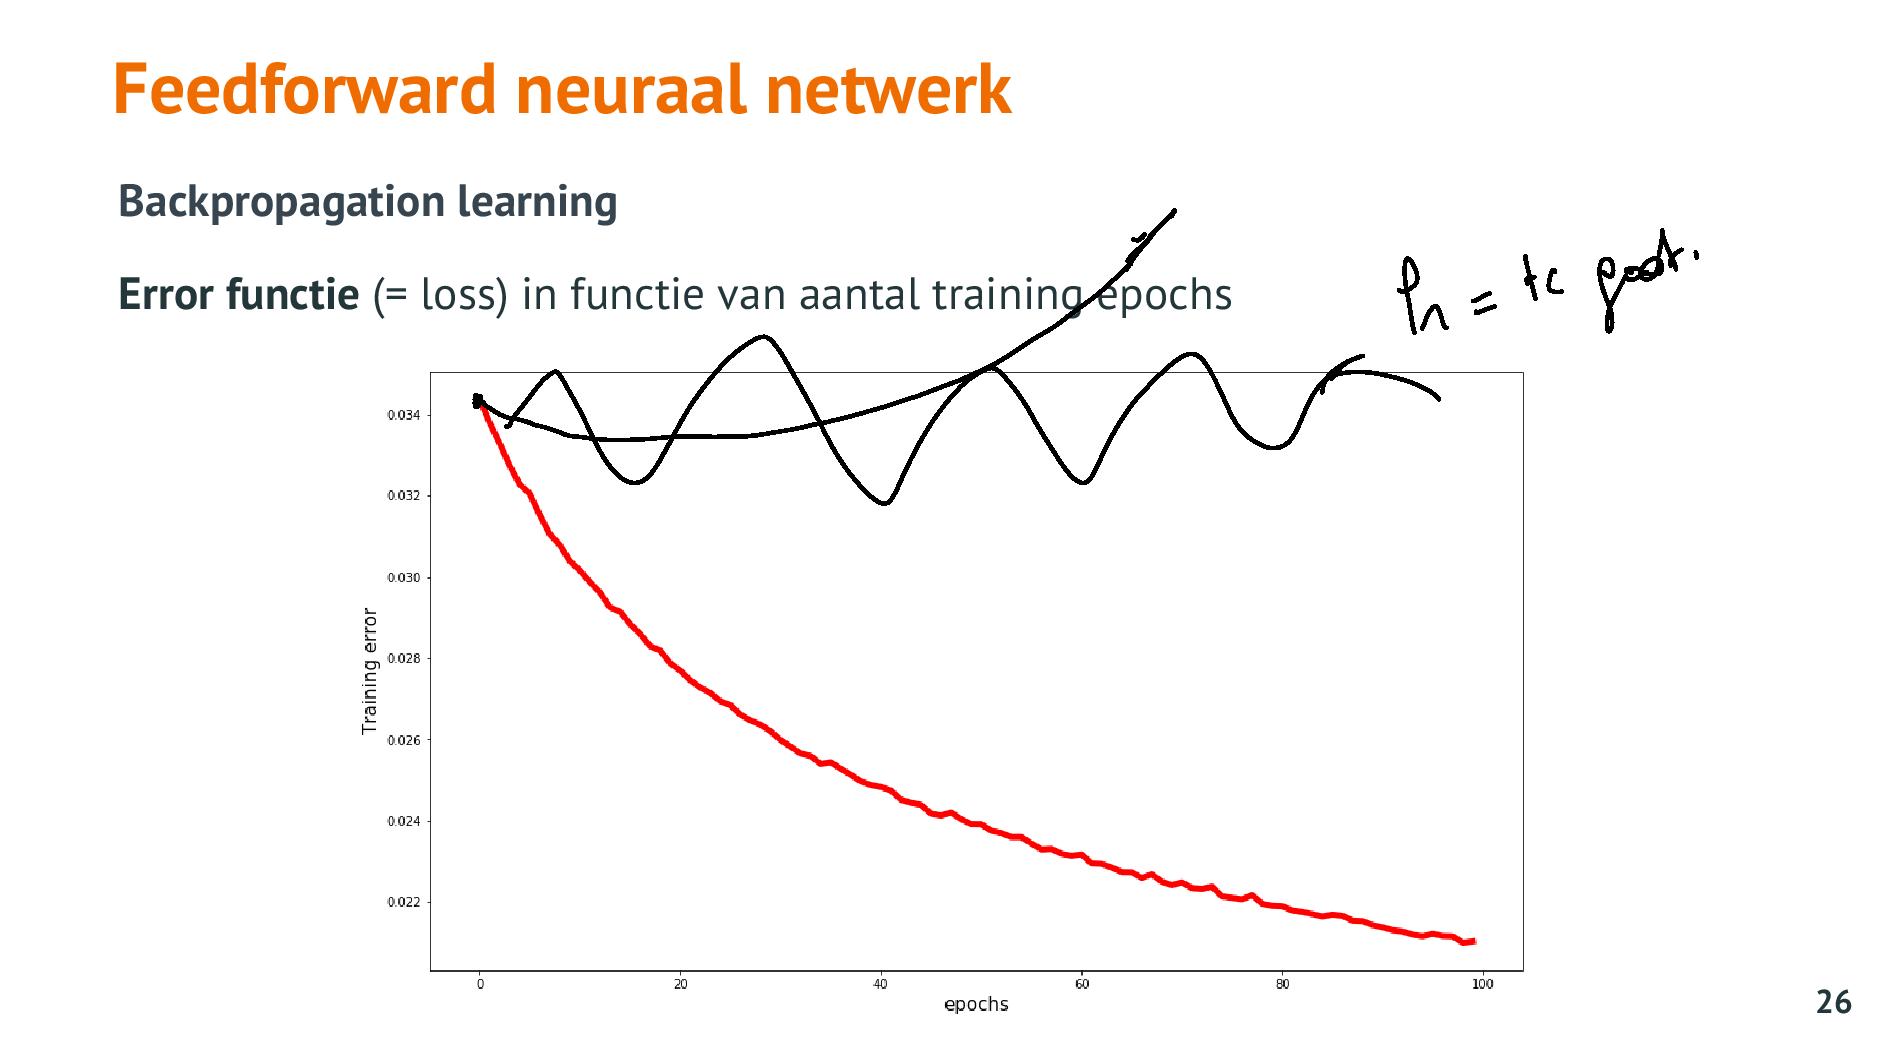 Feedforward neuraal netwerk
Backpropagation learning
Error functie (= loss) in functie van aantal training epochs
= te groot.
0.034
0.032
0.030
0.028
0.026
0.024
0.022
Training error
0 20 40 60 80 100
epochs
26